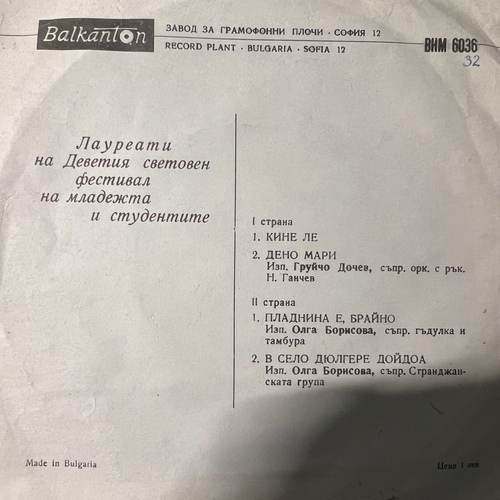 Balkanton
ЗАВОД ЗА ГРАМОФОННИ ПЛОЧИ · СОФИЯ 12
RECORD PLANT · BULGARIA · SOFIA 12
ВНМ 6036
32
Лауреати
на Деветия световен
фестивал
на младежта
и студентите
I страна
1. КИНЕ ЛЕ
2. ДЕНО МАРИ
Изп. Груйчо Дочев, съпр. орк. с рък.
Н. Ганчев
II страна
1. ПЛАДНИНА Е, БРАЙНО
Изп. Олга Борисова, съпр. гъдулка и
тамбура
2. В СЕЛО ДЮЛГЕРЕ ДОЙДОА
Изп. Олга Борисова, съпр. Странджан-
ската група
Made in Bulgaria
Цена 1 лев